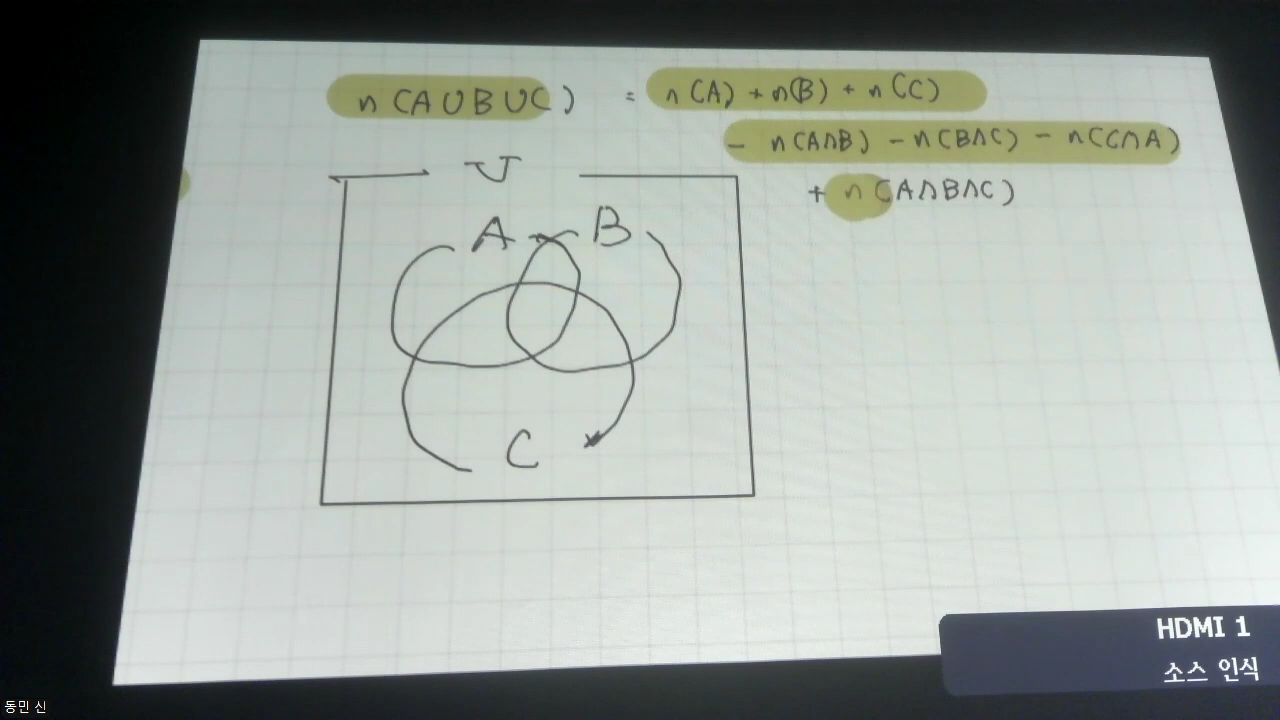 n(A∪B∪C) = n(A) + n(B) + n(C)
- n(A∩B) - n(B∩C) - n(C∩A)
+ n(A∩B∩C)
U
A B
C
HDMI 1
소스 인식
동민 신